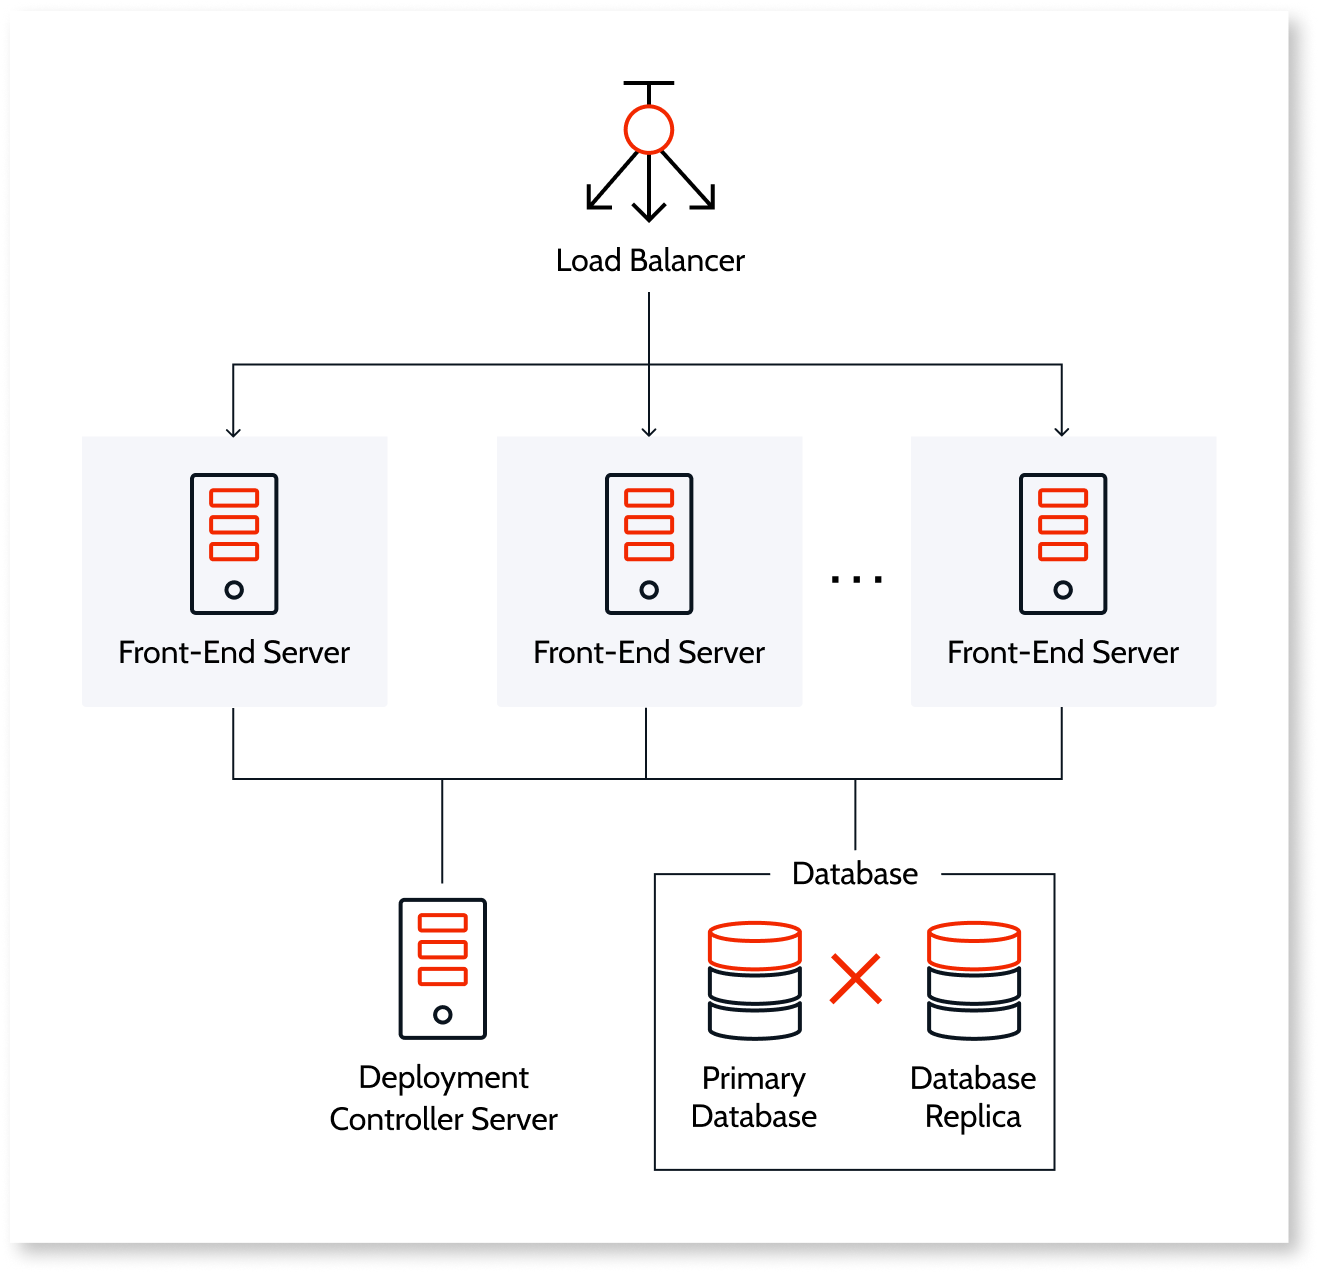 Load Balancer
Front-End Server
Front-End Server
...
Front-End Server
Database
Deployment
Controller Server
Primary
Database
Database
Replica